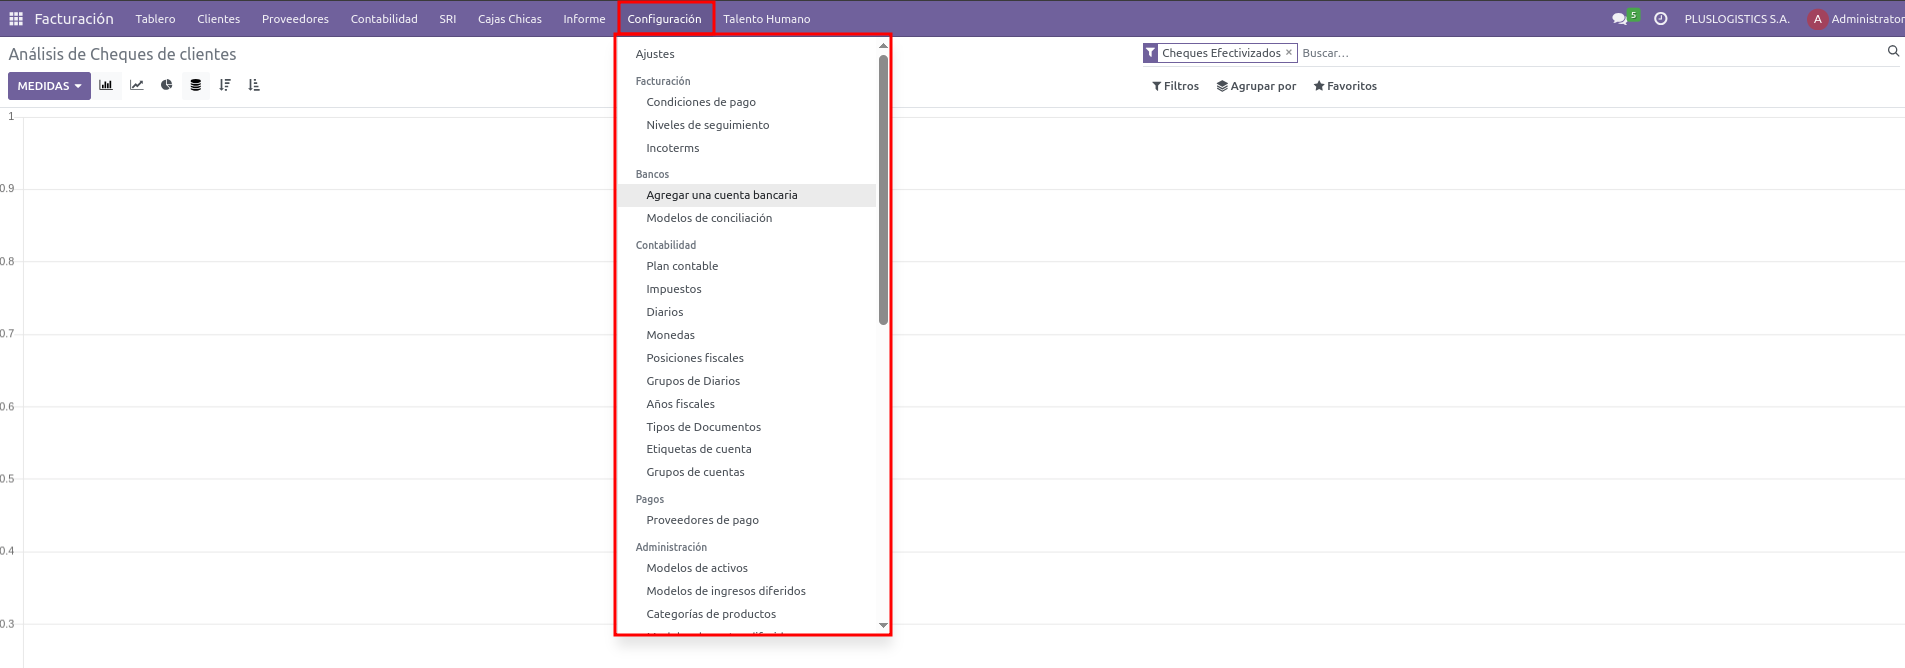 Facturación Tablero Clientes Proveedores Contabilidad SRI Cajas Chicas Informe Configuración Talento Humano 5 PLUSLOGISTICS S.A. A Administrator
Análisis de Cheques de clientes
Cheques Efectivizados × Buscar...
MEDIDAS
Filtros Agrupar por Favoritos
Ajustes
Facturación
Condiciones de pago
Niveles de seguimiento
Incoterms
Bancos
Agregar una cuenta bancaria
Modelos de conciliación
Contabilidad
Plan contable
Impuestos
Diarios
Monedas
Posiciones fiscales
Grupos de Diarios
Años fiscales
Tipos de Documentos
Etiquetas de cuenta
Grupos de cuentas
Pagos
Proveedores de pago
Administración
Modelos de activos
Modelos de ingresos diferidos
Categorías de productos
1
0.9
0.8
0.7
0.6
0.5
0.4
0.3